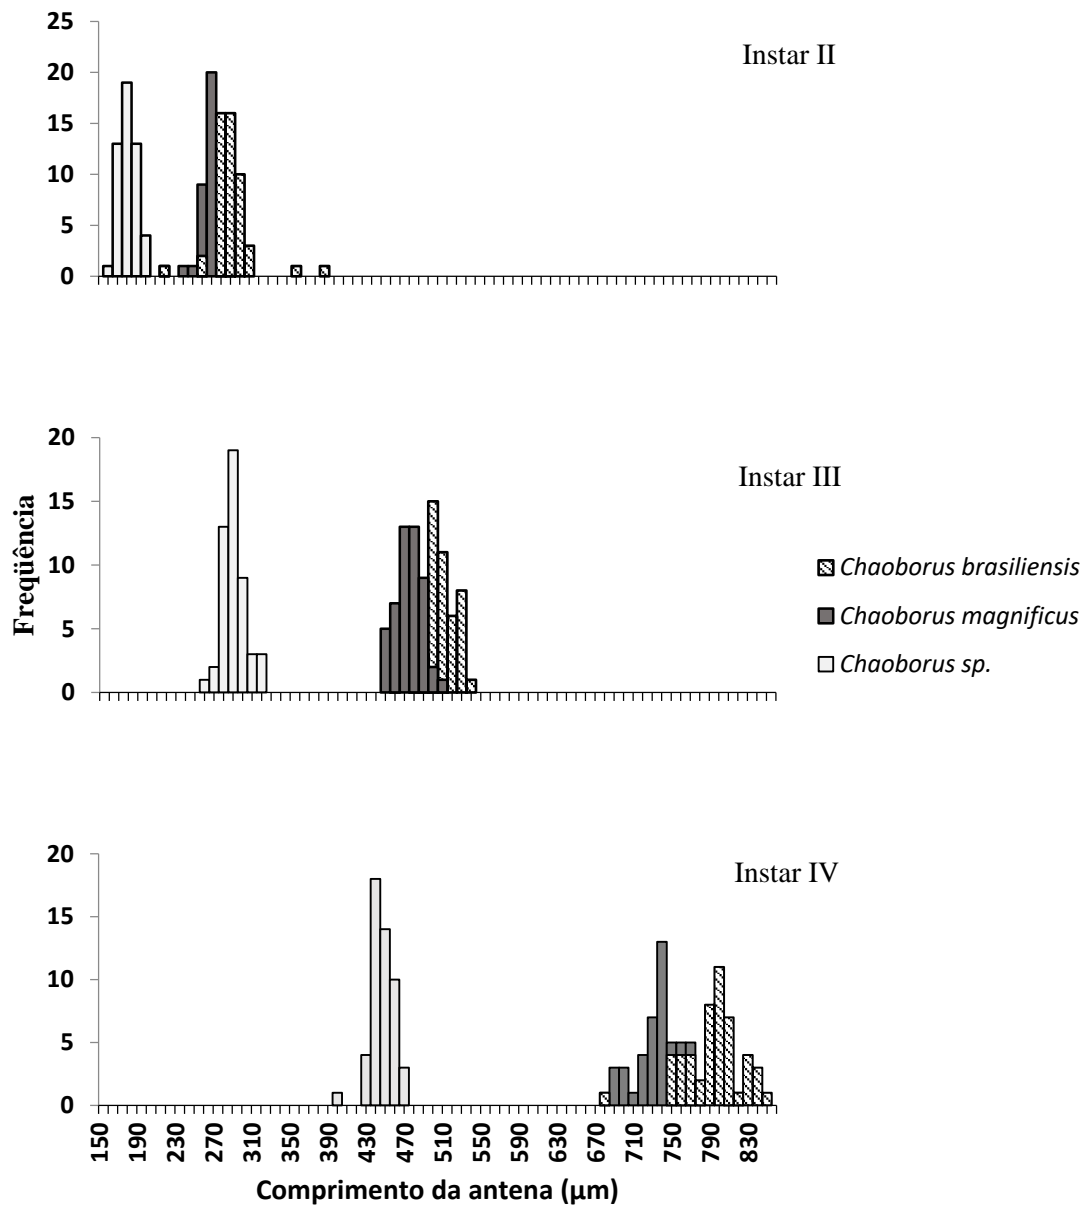 25
20
15
10
5
0
Instar II
Freqüência
20
15
10
5
0
Instar III
Chaoborus brasiliensis
Chaoborus magnificus
Chaoborus sp.
20
15
10
5
0
Instar IV
150 190 230 270 310 350 390 430 470 510 550 590 630 670 710 750 790 830
Comprimento da antena (µm)